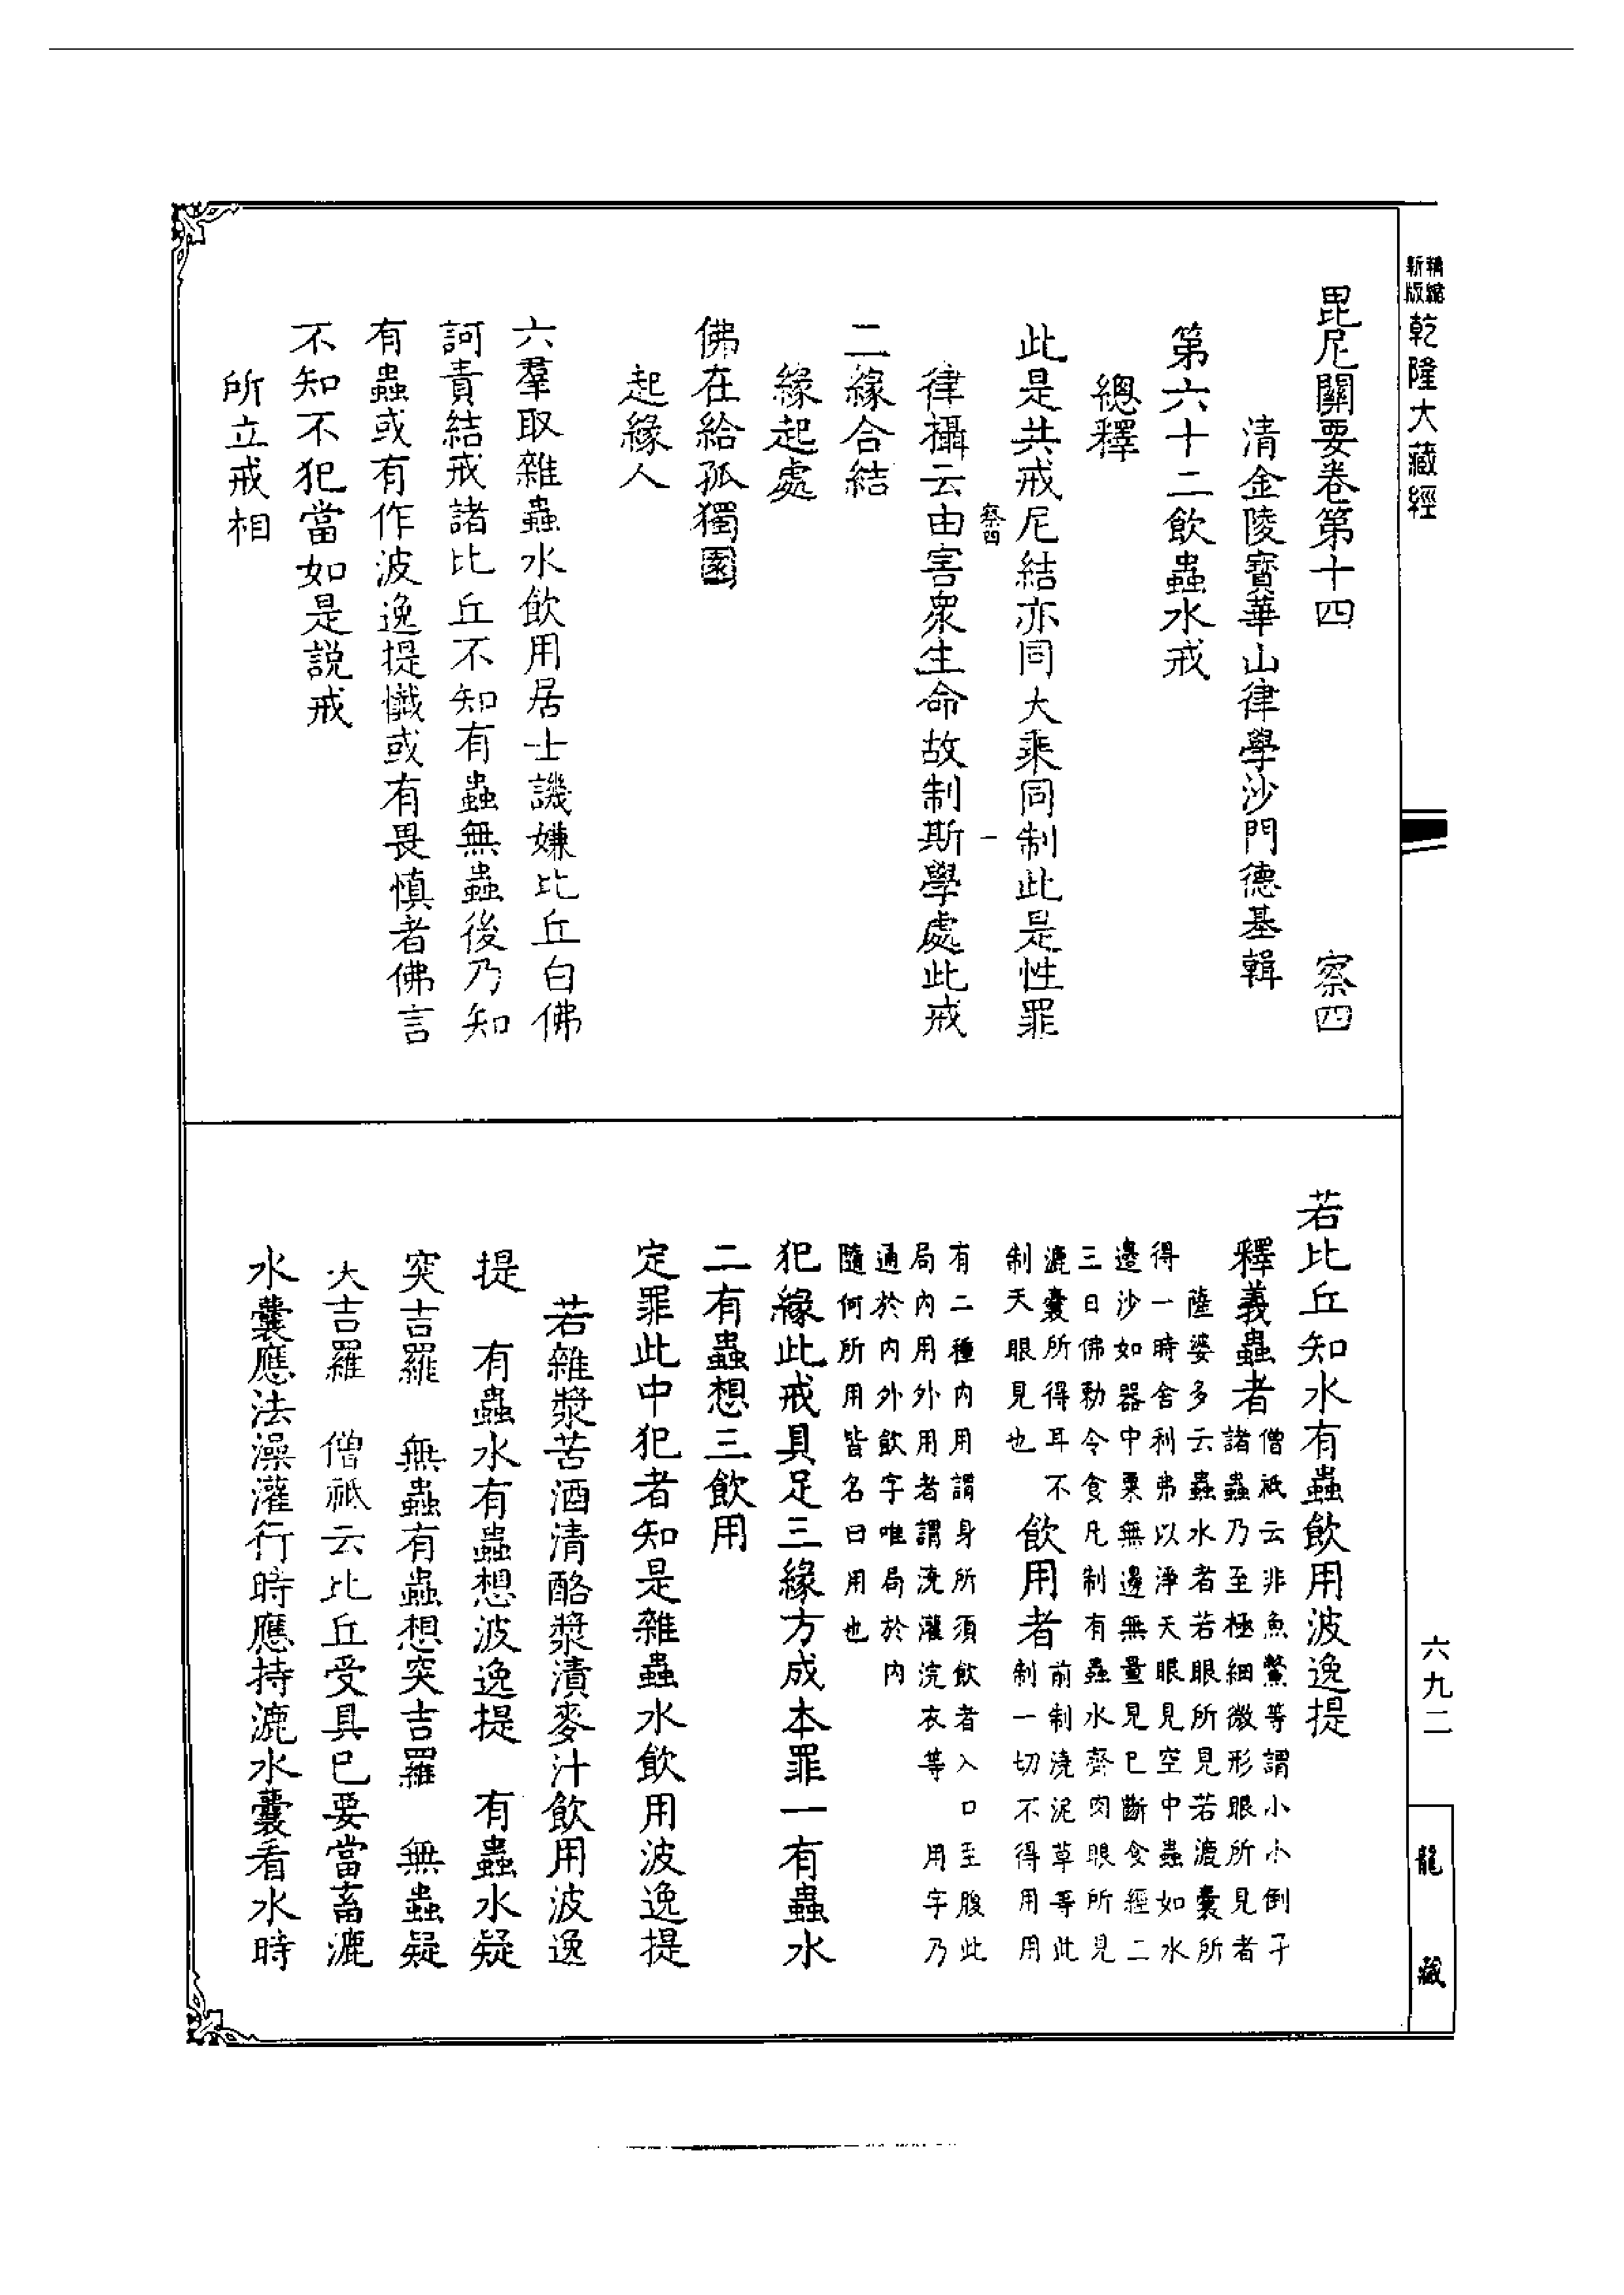 新版精縮乾隆大藏經
毘尼關要卷第十四　察四
清金陵寶華山律學沙門德基輯
第六十二飲蟲水戒
總釋
此是共戒尼結亦同大乘同制此是性罪
察四　一
律攝云由害衆生命故制斯學處此戒
二緣合結
緣起處
佛在給孤獨園
起緣人
六羣取雜蟲水飲用居士譏嫌比丘白佛
訶責結戒諸比丘不知有蟲無蟲後乃知
有蟲或有作波逸提懺或有畏慎者佛言
不知不犯當如是說戒
所立戒相
若比丘知水有蟲飲用波逸提
釋義蟲者
僧祇云非魚鱉等謂小小倒孑
諸蟲乃至極細微形眼所見者
薩婆多云蟲水者若眼所見若漉囊所
得一時舍利弗以淨天眼見空中蟲如水
邊沙如器中粟無邊無量見已斷食經二
三日佛勅令食凡制有蟲水齊肉眼所見
漉囊所得耳不
制天眼見也
飲用者
前制澆泥草等此
制一切不得用用
有二種內用謂身所須飲者入口至腹此
局內用外用者謂洗灌浣衣等　用字乃
通於內外飲字唯局於內
隨何所用皆名曰用也
犯緣此戒具足三緣方成本罪一有蟲水
二有蟲想三飲用
定罪此中犯者知是雜蟲水飲用波逸提
若雜漿苦酒清酪漿漬麥汁飲用波逸
提　有蟲水有蟲想波逸提　有蟲水疑
突吉羅　無蟲有蟲想突吉羅　無蟲疑
大吉羅　僧祇云比丘受具已要當畜漉
水囊應法澡灌行時應持漉水囊看水時
六九二
龍藏